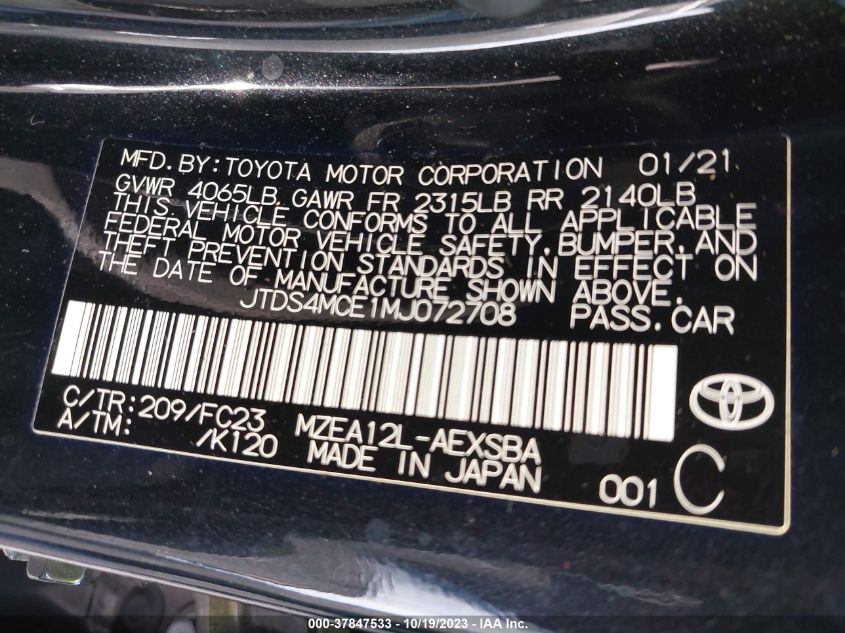 MFD.BY:TOYOTA MOTOR CORPORATION 01/21
GVWR 4065LB GAWR FR 2315LB RR 2140LB
THIS VEHICLE CONFORMS TO ALL APPLICABLE
FEDERAL MOTOR VEHICLE SAFETY,BUMPER,AND
THEFT PREVENTION STANDARDS IN EFFECT ON
THE DATE OF MANUFACTURE SHOWN ABOVE.
JTDS4MCE1MJ072708 PASS.CAR
C/TR:209/FC23 MZEA12L-AEXSBA
A/TM: /K120 MADE IN JAPAN 001 C
000-37847533 - 10/19/2023 - IAA Inc.